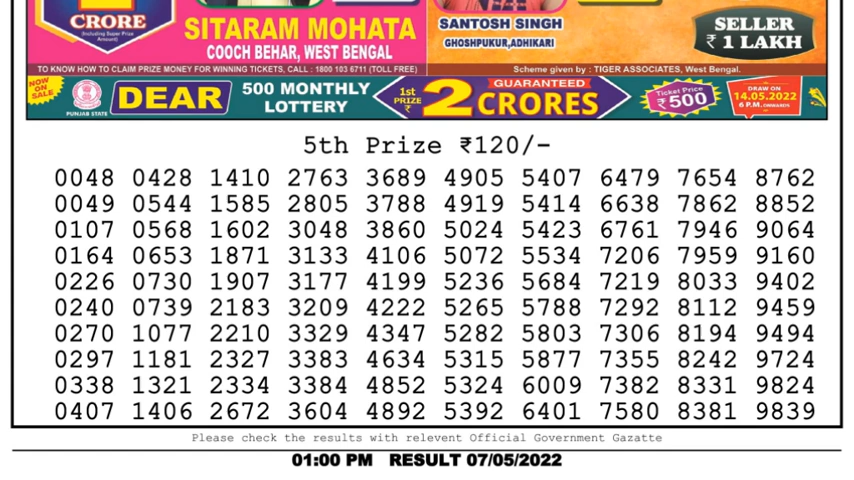 CRORE
(Including Super Prize Amount)
SITARAM MOHATA
COOCH BEHAR, WEST BENGAL
SANTOSH SINGH
GHOSHPUKUR,ADHIKARI
SELLER
₹ 1 LAKH
TO KNOW HOW TO CLAIM PRIZE MONEY FOR WINNING TICKETS, CALL : 1800 103 6711 (TOLL FREE)
Scheme given by : TIGER ASSOCIATES, West Bengal.
NOW ON SALE
PUNJAB STATE
DEAR
500 MONTHLY
LOTTERY
1st
PRIZE
₹
2
GUARANTEED
CRORES
Ticket Price
₹500
DRAW ON
14.05.2022
6 P.M. ONWARDS
5th Prize ₹120/-
0048 0428 1410 2763 3689 4905 5407 6479 7654 8762
0049 0544 1585 2805 3788 4919 5414 6638 7862 8852
0107 0568 1602 3048 3860 5024 5423 6761 7946 9064
0164 0653 1871 3133 4106 5072 5534 7206 7959 9160
0226 0730 1907 3177 4199 5236 5684 7219 8033 9402
0240 0739 2183 3209 4222 5265 5788 7292 8112 9459
0270 1077 2210 3329 4347 5282 5803 7306 8194 9494
0297 1181 2327 3383 4634 5315 5877 7355 8242 9724
0338 1321 2334 3384 4852 5324 6009 7382 8331 9824
0407 1406 2672 3604 4892 5392 6401 7580 8381 9839
Please check the results with relevent Official Government Gazatte
01:00 PM RESULT 07/05/2022